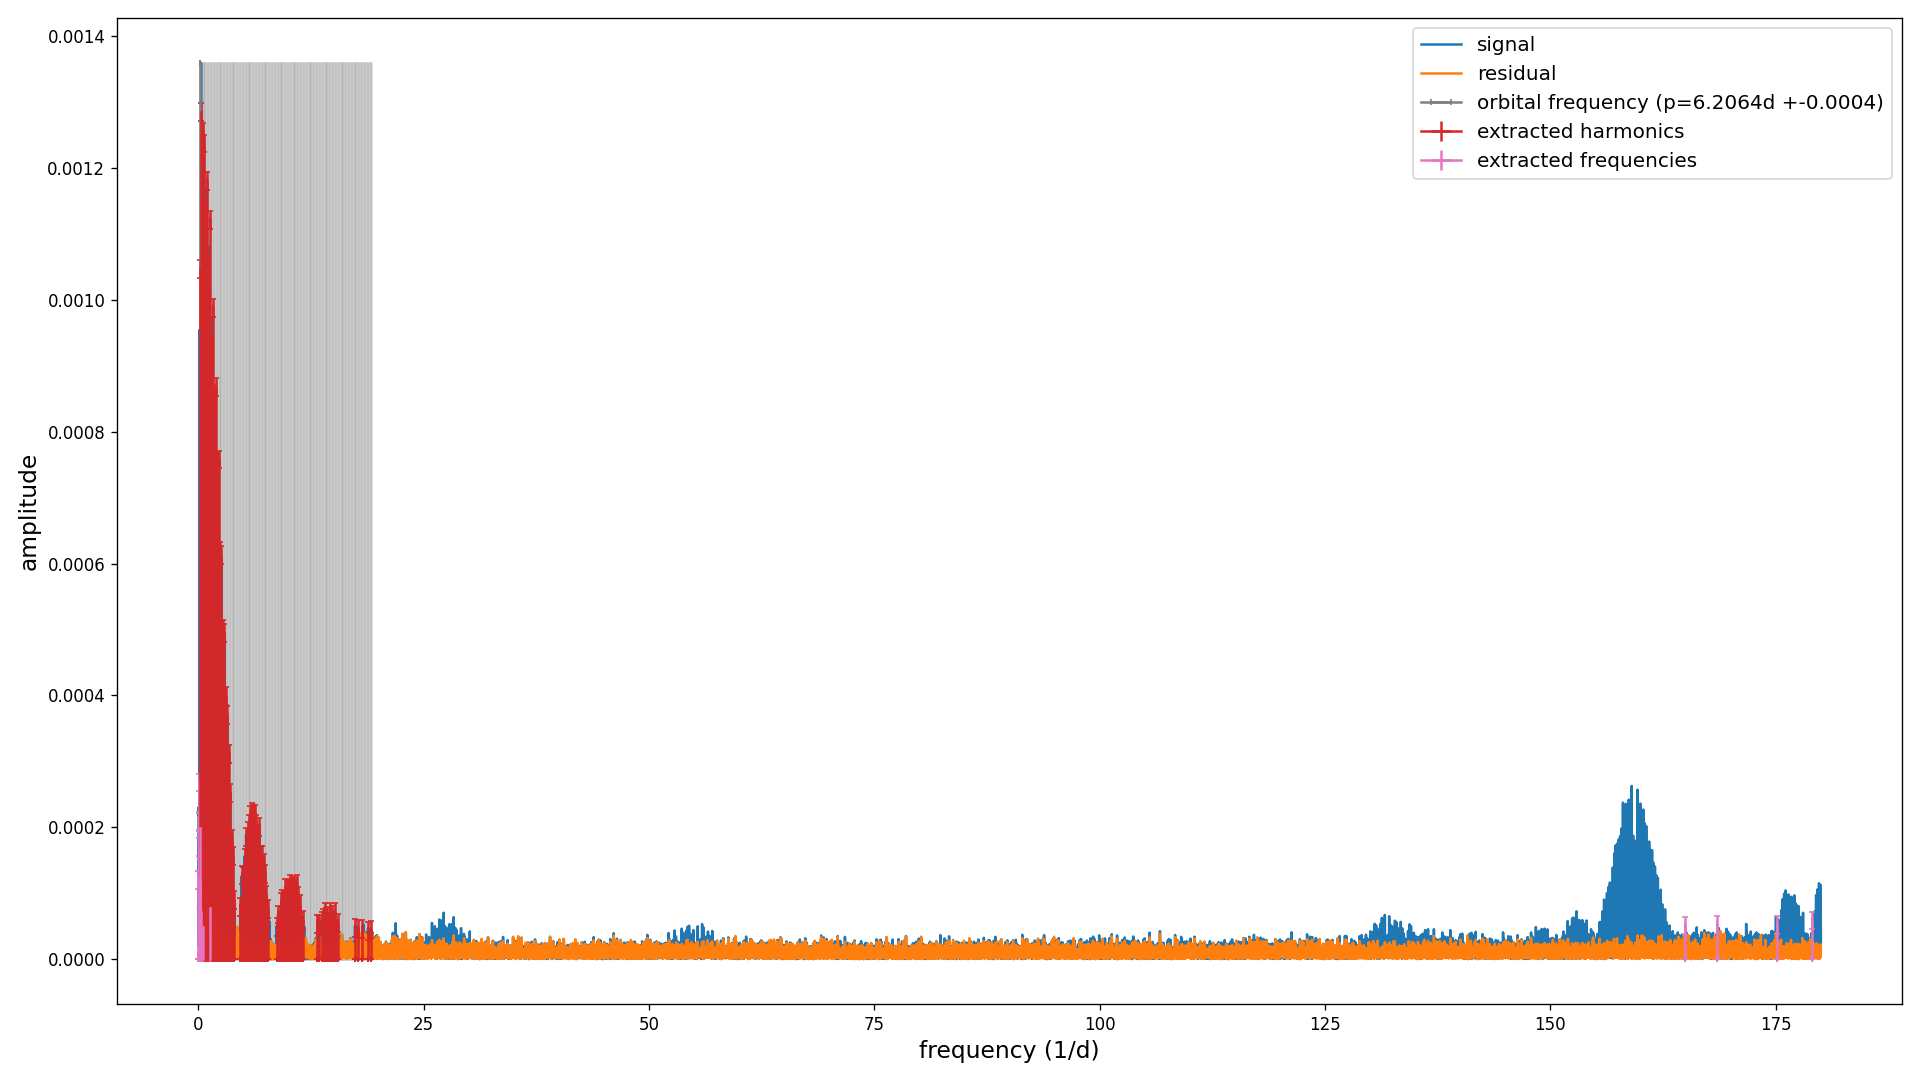 signal
residual
orbital frequency (p=6.2064d +-0.0004)
extracted harmonics
extracted frequencies
0.0014
0.0012
0.0010
0.0008
0.0006
0.0004
0.0002
0.0000
amplitude
0 25 50 75 100 125 150 175
frequency (1/d)